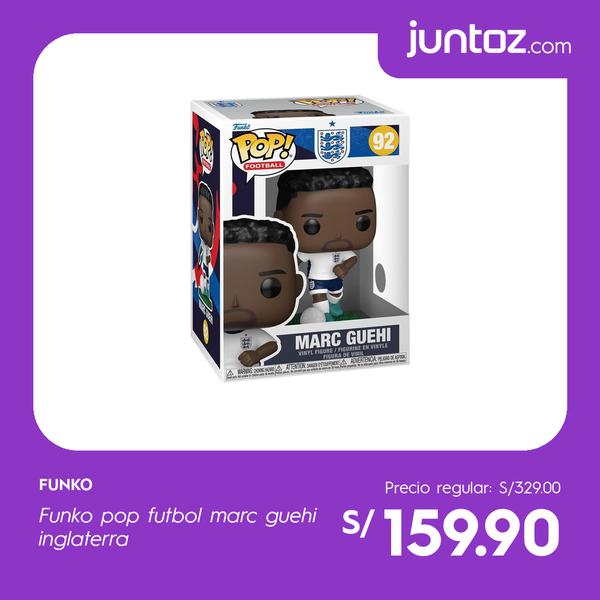 juntoz.com
Funko
POP!
FOOTBALL
92
MARC GUEHI
VINYL FIGURE / FIGURINE EN VINYLE
FIGURA DE VINIL
FUNKO
Precio regular: S/329.00
Funko pop futbol marc guehi
inglaterra
S/159.90